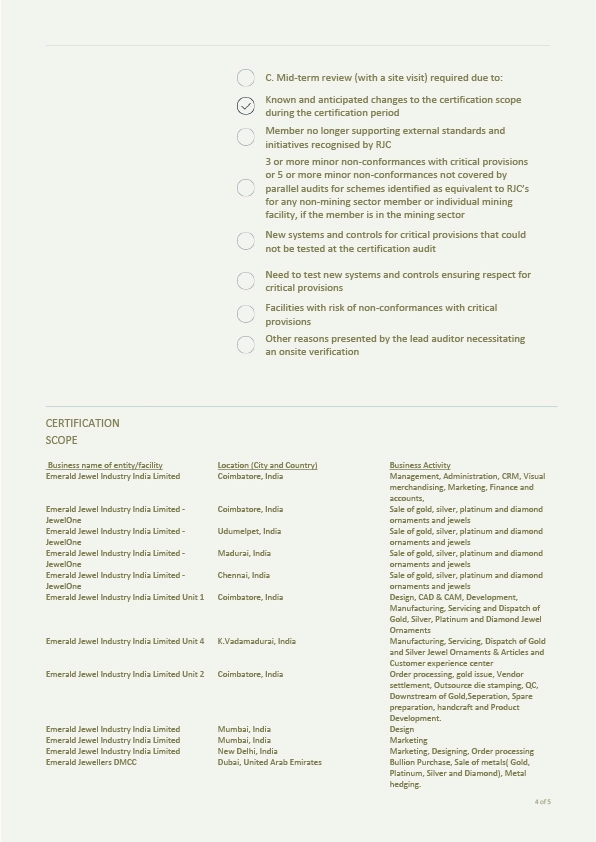 C. Mid-term review (with a site visit) required due to:
Known and anticipated changes to the certification scope
during the certification period
Member no longer supporting external standards and
initiatives recognised by RJC
3 or more minor non-conformances with critical provisions
or 5 or more minor non-conformances not covered by
parallel audits for schemes identified as equivalent to RJC's
for any non-mining sector member or individual mining
facility, if the member is in the mining sector
New systems and controls for critical provisions that could
not be tested at the certification audit
Need to test new systems and controls ensuring respect for
critical provisions
Facilities with risk of non-conformances with critical
provisions
Other reasons presented by the lead auditor necessitating
an onsite verification
CERTIFICATION
SCOPE
Business name of entity/facility Location (City and Country) Business Activity
Emerald Jewel Industry India Limited Coimbatore, India Management, Administration, CRM, Visual
merchandising, Marketing, Finance and
accounts,
Emerald Jewel Industry India Limited - Coimbatore, India Sale of gold, silver, platinum and diamond
JewelOne ornaments and jewels
Emerald Jewel Industry India Limited - Udumelpet, India Sale of gold, silver, platinum and diamond
JewelOne ornaments and jewels
Emerald Jewel Industry India Limited - Madurai, India Sale of gold, silver, platinum and diamond
JewelOne ornaments and jewels
Emerald Jewel Industry India Limited - Chennai, India Sale of gold, silver, platinum and diamond
JewelOne ornaments and jewels
Emerald Jewel Industry India Limited Unit 1 Coimbatore, India Design, CAD & CAM, Development,
Manufacturing, Servicing and Dispatch of
Gold, Silver, Platinum and Diamond Jewel
Ornaments
Emerald Jewel Industry India Limited Unit 4 K.Vadamadurai, India Manufacturing, Servicing, Dispatch of Gold
and Silver Jewel Ornaments & Articles and
Customer experience center
Emerald Jewel Industry India Limited Unit 2 Coimbatore, India Order processing, gold issue, Vendor
settlement, Outsource die stamping, QC,
Downstream of Gold,Seperation, Spare
preparation, handcraft and Product
Development.
Emerald Jewel Industry India Limited Mumbai, India Design
Emerald Jewel Industry India Limited Mumbai, India Marketing
Emerald Jewel Industry India Limited New Delhi, India Marketing, Designing, Order processing
Emerald Jewellers DMCC Dubai, United Arab Emirates Bullion Purchase, Sale of metals( Gold,
Platinum, Silver and Diamond), Metal
hedging.
4 of 5